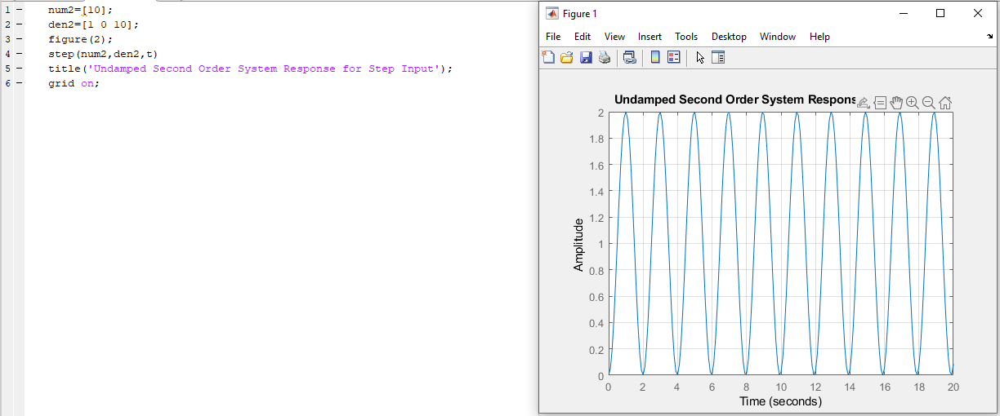 1 – num2=[10];
2 – den2=[1 0 10];
3 – figure(2);
4 – step(num2,den2,t)
5 – title('Undamped Second Order System Response for Step Input');
6 – grid on;
Figure 1
File Edit View Insert Tools Desktop Window Help
Undamped Second Order System Respons
2
1.8
1.6
1.4
1.2
1
0.8
0.6
0.4
0.2
0
Amplitude
0 2 4 6 8 10 12 14 16 18 20
Time (seconds)